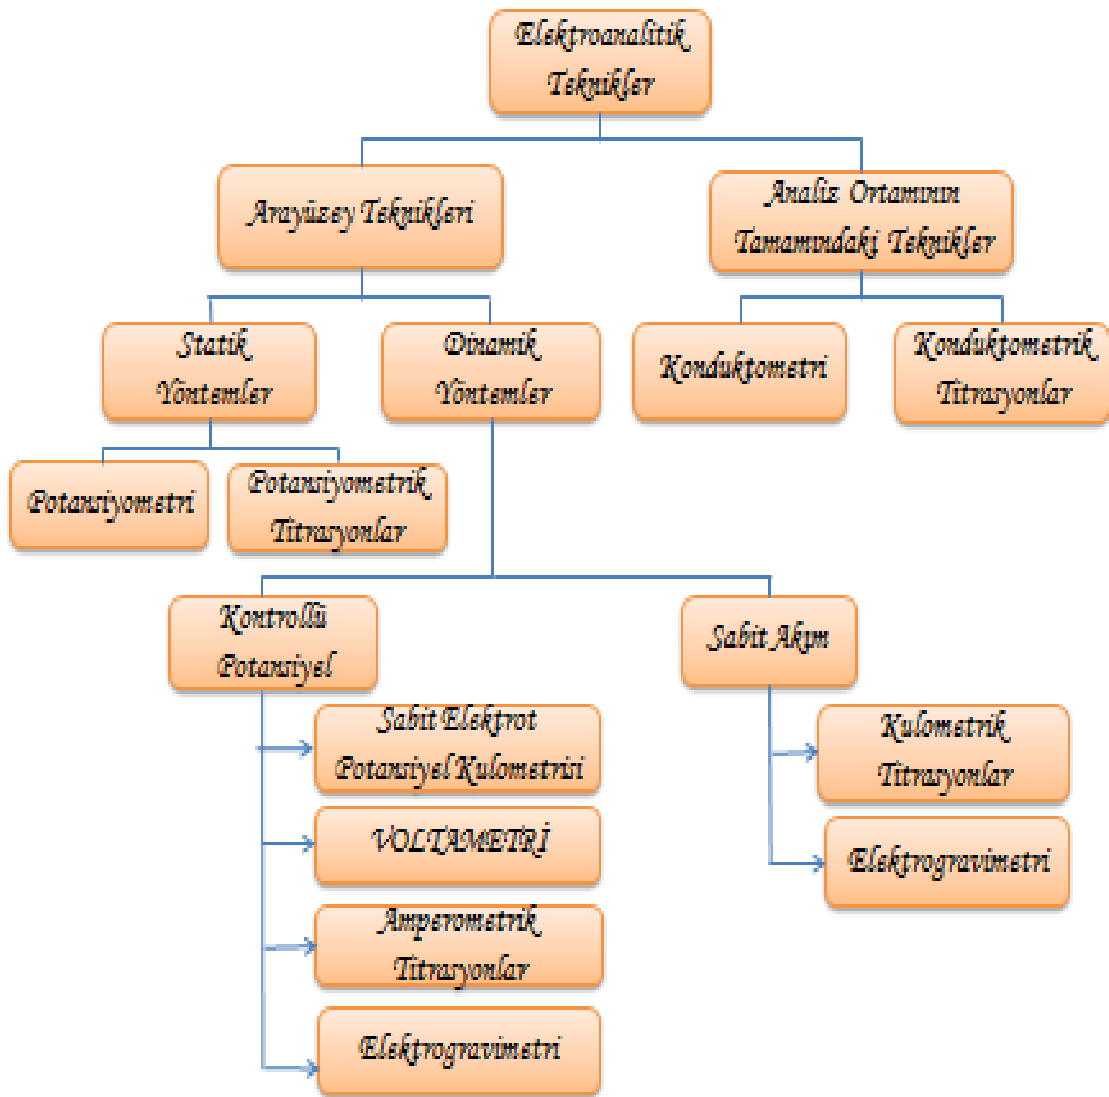 Elektroanalitik
Teknikler
Arayüzey Teknikleri
Analiz Ortamının
Tamamındaki Teknikler
Statik
Yöntemler
Dinamik
Yöntemler
Konduktometri
Konduktometrik
Titrasyonlar
Potansiyometri
Potansiyometrik
Titrasyonlar
Kontrollü
Potansiyel
Sabit Akım
Sabit Elektrot
Potansiyel Kulometrisi
VOLTAMETRİ
Amperometrik
Titrasyonlar
Elektrogravimetri
Kulometrik
Titrasyonlar
Elektrogravimetri